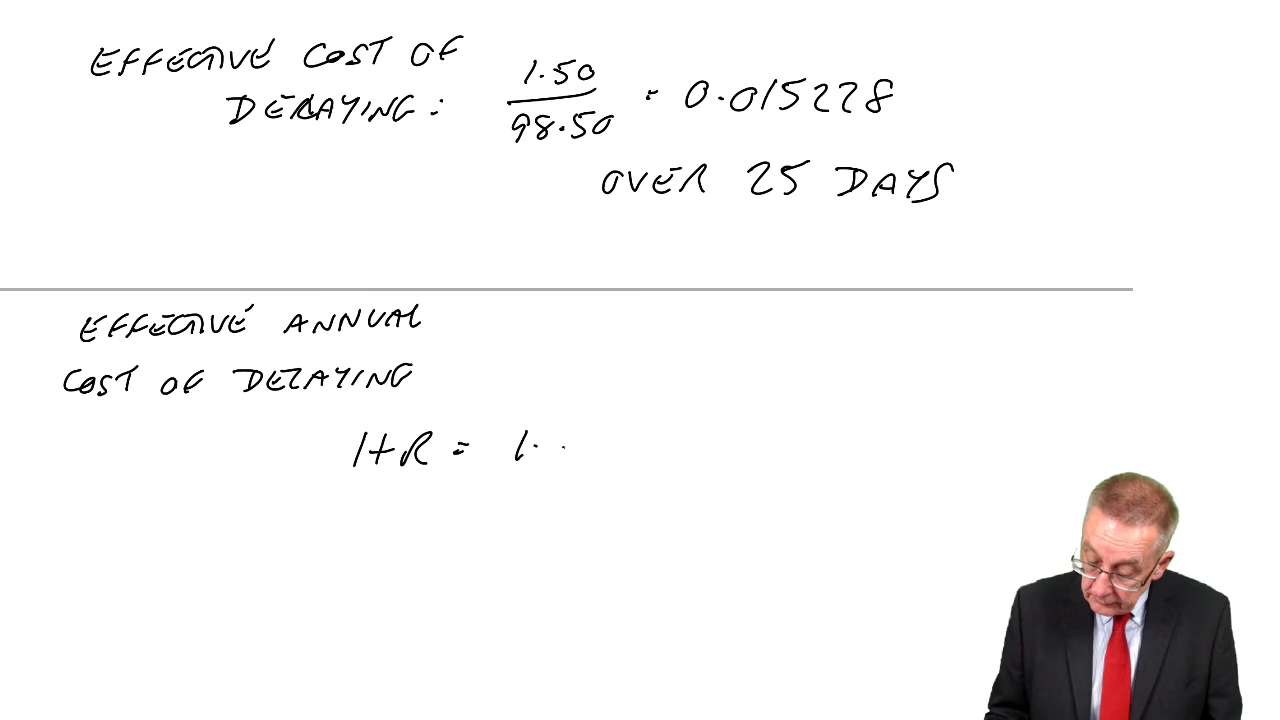 EFFECTIVE COST OF
DELAYING:
1.50
98.50
= 0.015228
OVER 25 DAYS
EFFECTIVE ANNUAL
COST OF DELAYING
1+R = 1.